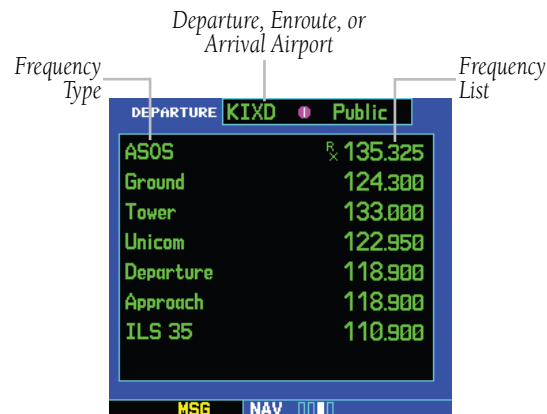 Departure, Enroute, or
Arrival Airport
Frequency
Type
Frequency
List
DEPARTURE KIXD Public
ASOS Rx 135.325
Ground 124.300
Tower 133.000
Unicom 122.950
Departure 118.900
Approach 118.900
ILS 35 110.900
MSG NAV